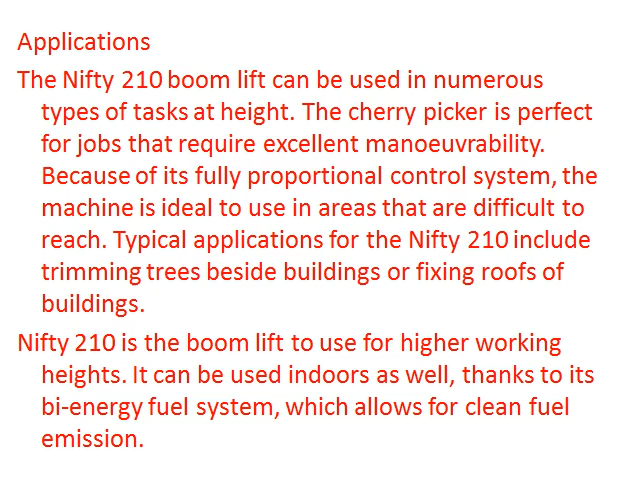 Applications
The Nifty 210 boom lift can be used in numerous
types of tasks at height. The cherry picker is perfect
for jobs that require excellent manoeuvrability.
Because of its fully proportional control system, the
machine is ideal to use in areas that are difficult to
reach. Typical applications for the Nifty 210 include
trimming trees beside buildings or fixing roofs of
buildings.
Nifty 210 is the boom lift to use for higher working
heights. It can be used indoors as well, thanks to its
bi-energy fuel system, which allows for clean fuel
emission.